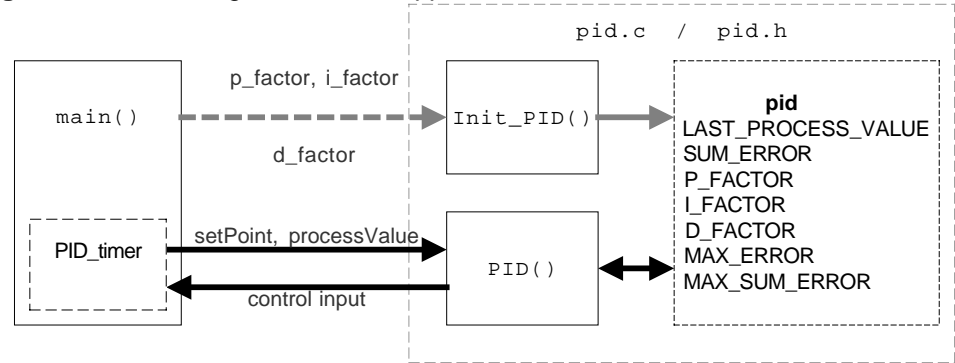 pid.c / pid.h
p_factor, i_factor
main()
Init_PID()
d_factor
pid
LAST_PROCESS_VALUE
SUM_ERROR
P_FACTOR
I_FACTOR
D_FACTOR
MAX_ERROR
MAX_SUM_ERROR
PID_timer
setPoint, processValue
PID()
control input